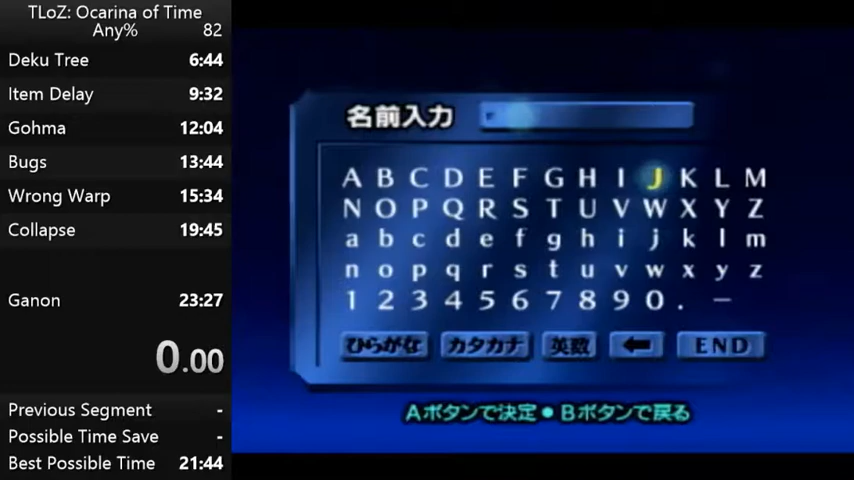 TLoZ: Ocarina of Time
Any% 82
Deku Tree 6:44
Item Delay 9:32
Gohma 12:04
Bugs 13:44
Wrong Warp 15:34
Collapse 19:45
Ganon 23:27
0.00
Previous Segment -
Possible Time Save -
Best Possible Time 21:44
名前入力
A B C D E F G H I J K L M
N O P Q R S T U V W X Y Z
a b c d e f g h i j k l m
n o p q r s t u v w x y z
1 2 3 4 5 6 7 8 9 0 . -
ひらがな カタカナ 英数 ← END
Aボタンで決定●Bボタンで戻る